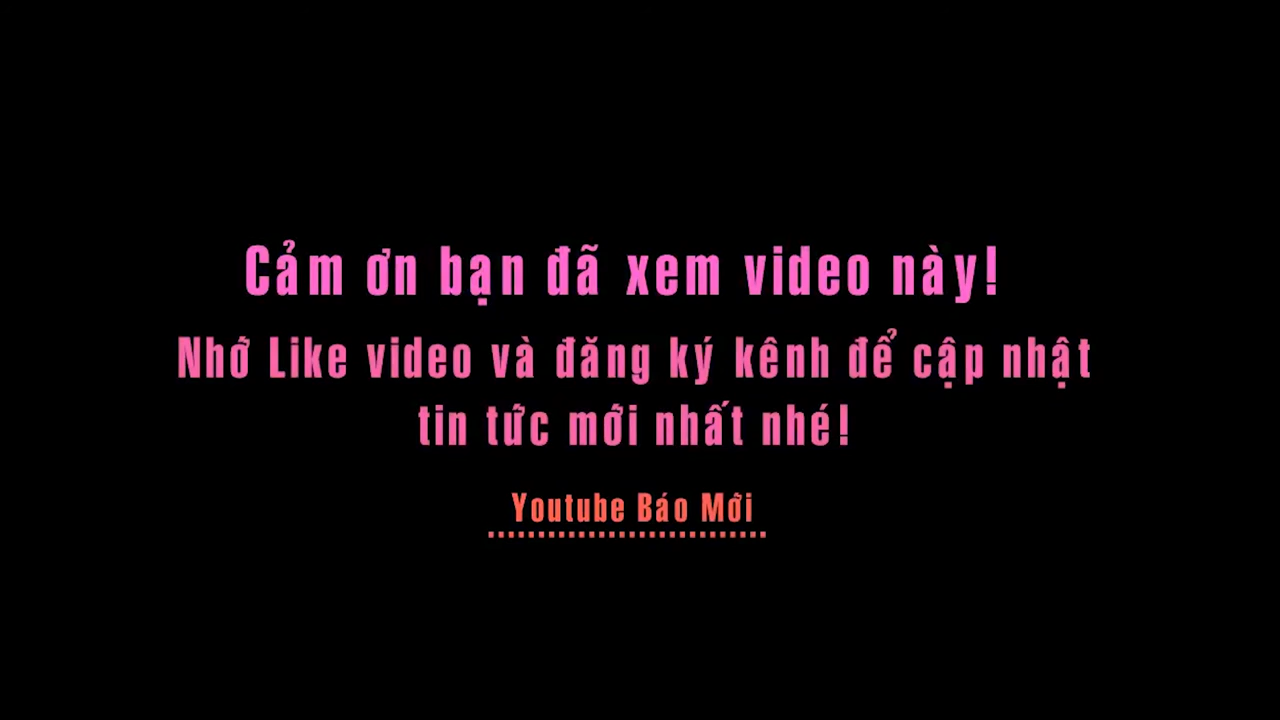 Cảm ơn bạn đã xem video này!
Nhớ Like video và đăng ký kênh để cập nhật
tin tức mới nhất nhé!
Youtube Báo Mới